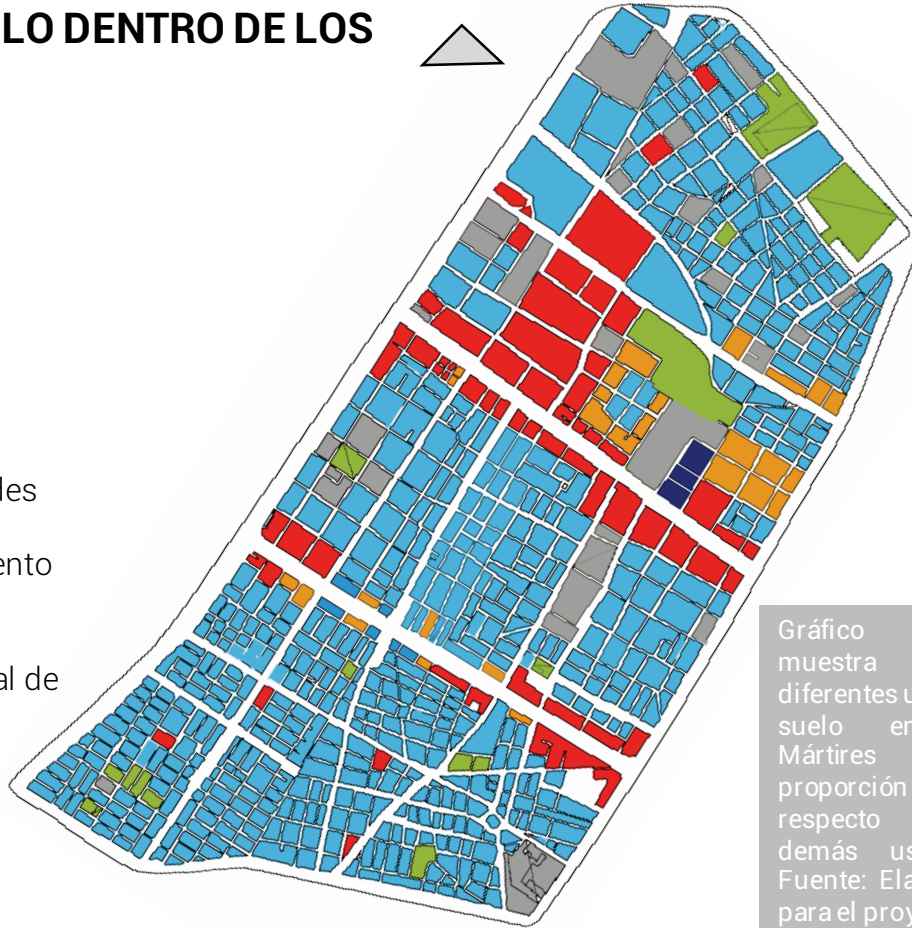 LO DENTRO DE LOS
des
ento
al de
Gráfico
muestra
diferentes u
suelo en
Mártires
proporción
respecto
demás us
Fuente: Ela
para el proy